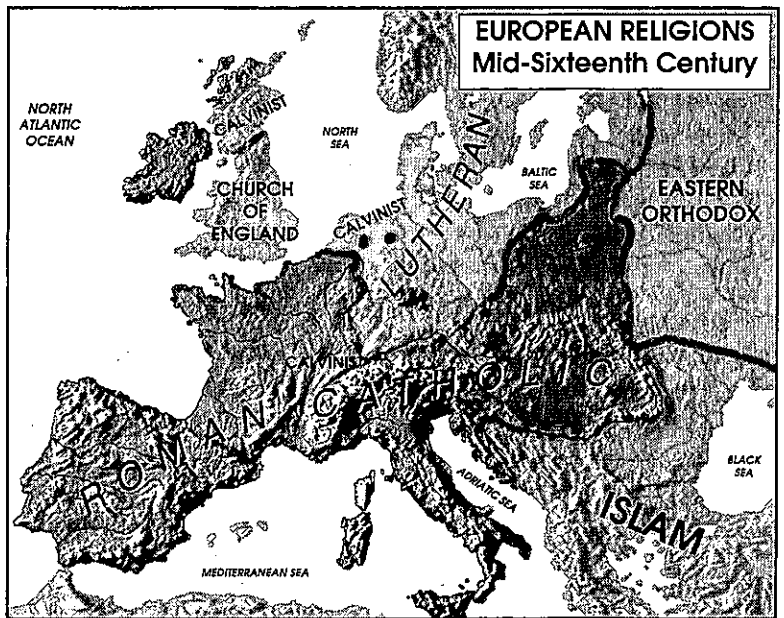 EUROPEAN RELIGIONS
Mid-Sixteenth Century
NORTH
ATLANTIC
OCEAN
CALVINIST
NORTH
SEA
CHURCH
OF
ENGLAND
CALVINIST
LUTHERAN
BALTIC
SEA
EASTERN
ORTHODOX
CALVINIST
ROMAN CATHOLIC
BLACK
SEA
ADRIATIC SEA
ISLAM
MEDITERRANEAN SEA